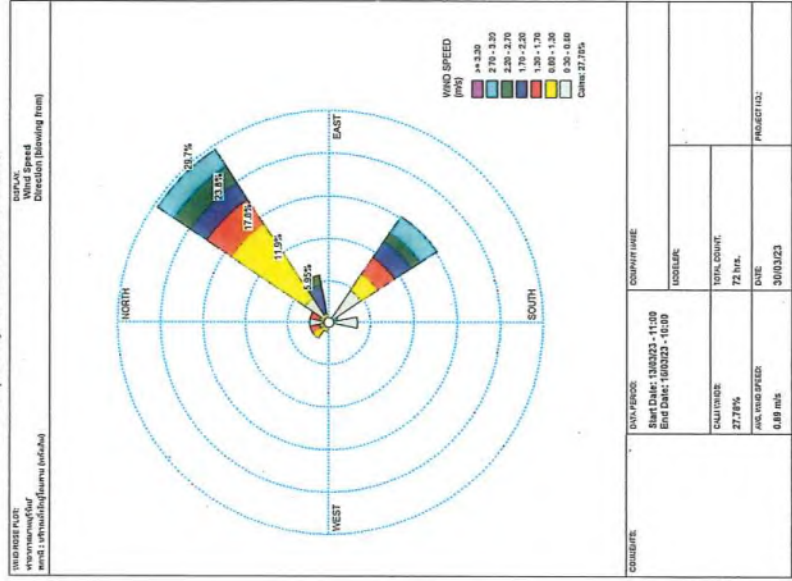 WIND ROSE PLOT:
DISPLAY:
Wind Speed
Direction (blowing from)
NORTH
29.7%
23.8%
17.8%
11.9%
5.95%
WEST
EAST
SOUTH
WIND SPEED
(m/s)
>= 3.30
2.70 - 3.30
2.20 - 2.70
1.70 - 2.20
1.30 - 1.70
0.80 - 1.30
0.30 - 0.80
Calms: 27.78%
COMMENTS:
DATA PERIOD:
Start Date: 13/03/23 - 11:00
End Date: 16/03/23 - 10:00
COMPANY NAME:
MODELER:
CALM WINDS:
27.78%
TOTAL COUNT:
72 hrs.
AVG. WIND SPEED:
0.89 m/s
DATE:
30/03/23
PROJECT NO.: